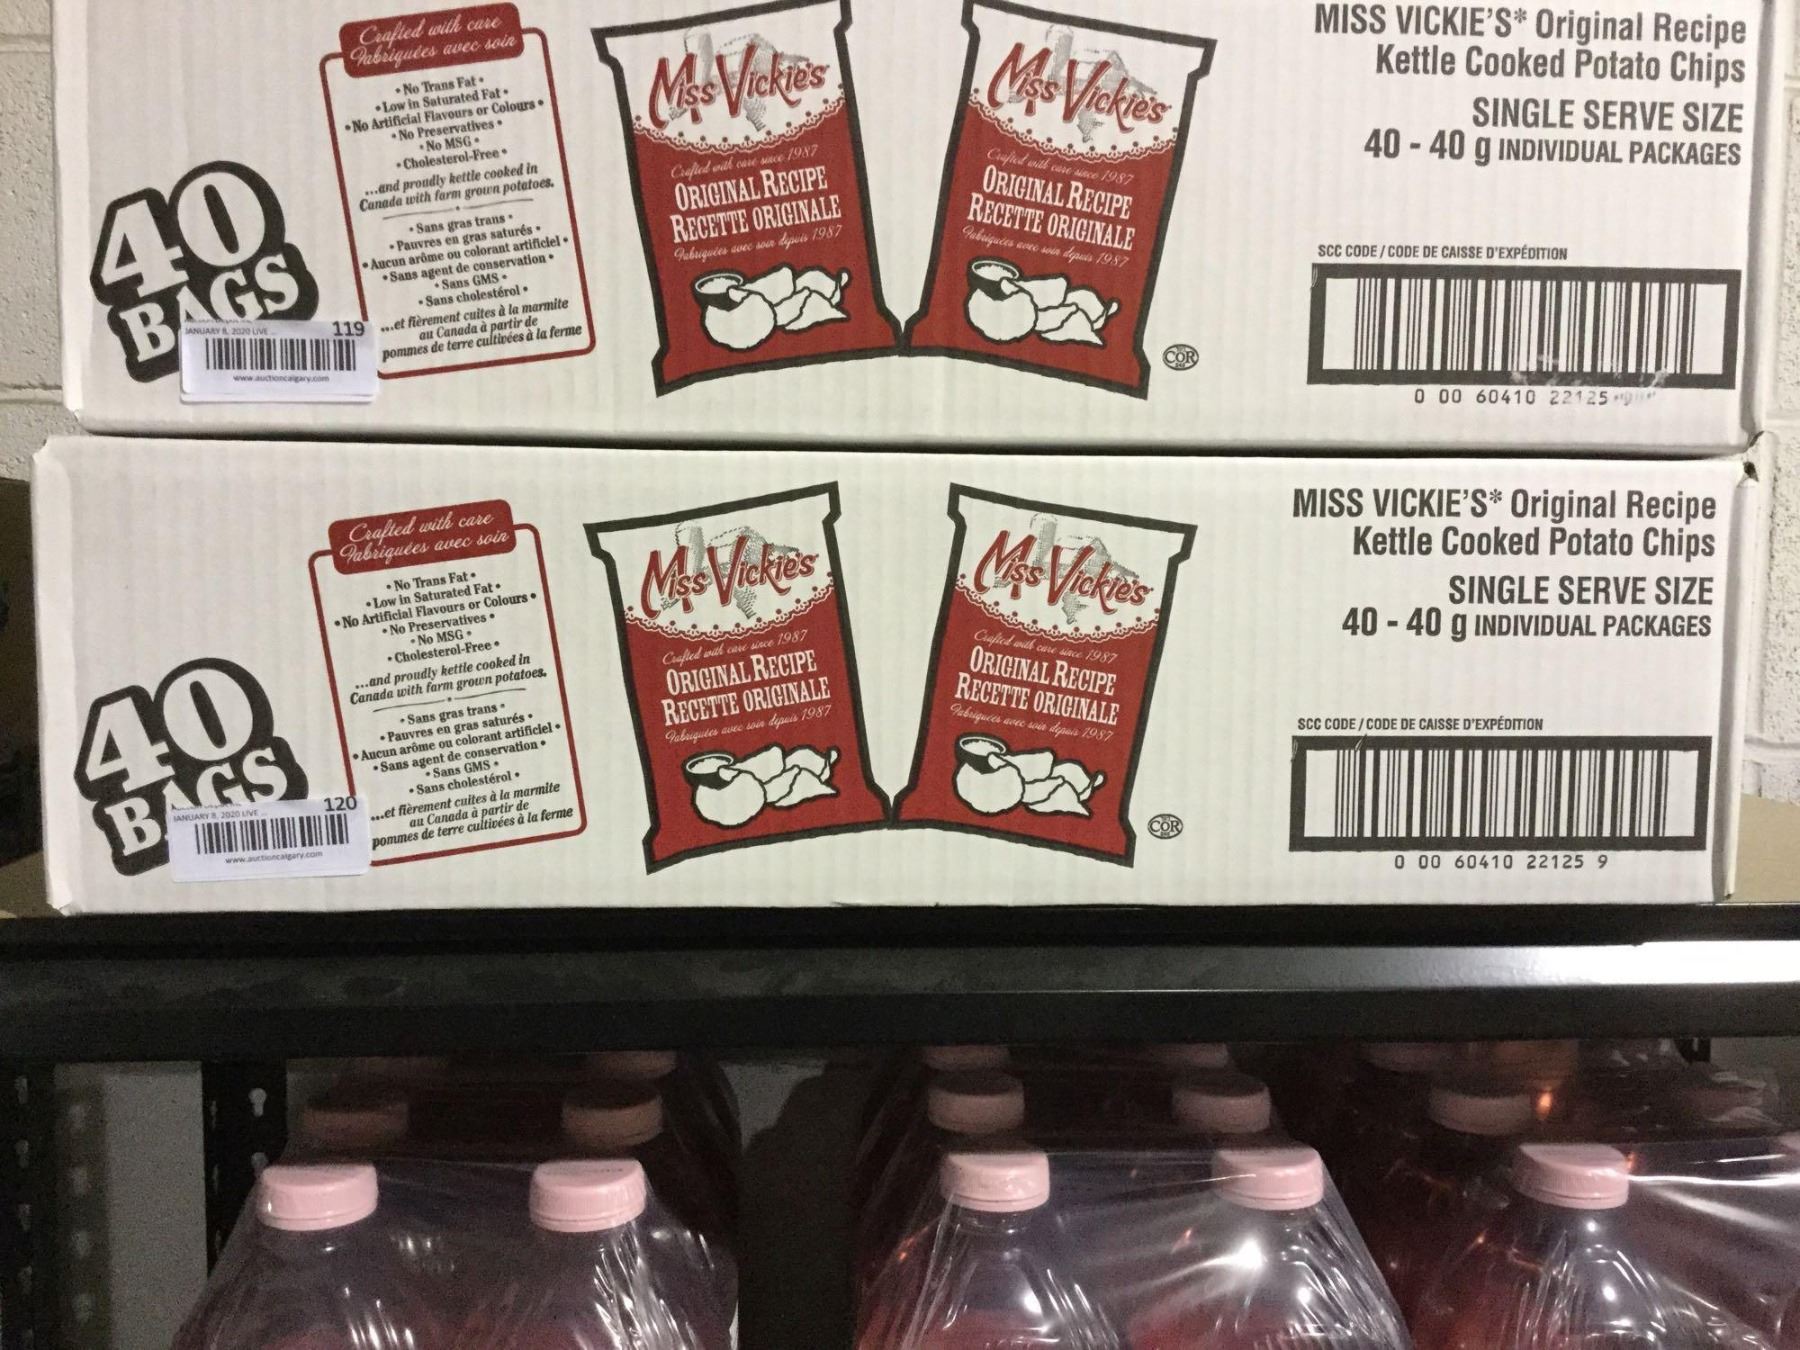 Crafted with care
Fabriquées avec soin
• No Trans Fat •
• Low in Saturated Fat •
• No Artificial Flavours or Colours •
• No Preservatives •
• No MSG •
• Cholesterol-Free •
...and proudly kettle cooked in
Canada with farm grown potatoes.
• Sans gras trans •
• Pauvres en gras saturés •
• Aucun arôme ou colorant artificiel •
• Sans agent de conservation •
• Sans GMS •
• Sans cholestérol •
...et fièrement cuites à la marmite
au Canada à partir de
pommes de terre cultivées à la ferme
40
BAGS
JANUARY 8, 2020 LIVE ...
119
www.auctioncalgary.com
Miss Vickie's
Crafted with care since 1987
ORIGINAL RECIPE
RECETTE ORIGINALE
Fabriquées avec soin depuis 1987
Miss Vickie's
Crafted with care since 1987
ORIGINAL RECIPE
RECETTE ORIGINALE
Fabriquées avec soin depuis 1987
COR
MISS VICKIE'S* Original Recipe
Kettle Cooked Potato Chips
SINGLE SERVE SIZE
40 - 40 g INDIVIDUAL PACKAGES
SCC CODE / CODE DE CAISSE D'EXPÉDITION
0 00 60410 22125
Crafted with care
Fabriquées avec soin
• No Trans Fat •
• Low in Saturated Fat •
• No Artificial Flavours or Colours •
• No Preservatives •
• No MSG •
• Cholesterol-Free •
...and proudly kettle cooked in
Canada with farm grown potatoes.
• Sans gras trans •
• Pauvres en gras saturés •
• Aucun arôme ou colorant artificiel •
• Sans agent de conservation •
• Sans GMS •
• Sans cholestérol •
...et fièrement cuites à la marmite
au Canada à partir de
pommes de terre cultivées à la ferme
40
BAGS
JANUARY 8, 2020 LIVE ...
120
www.auctioncalgary.com
Miss Vickie's
Crafted with care since 1987
ORIGINAL RECIPE
RECETTE ORIGINALE
Fabriquées avec soin depuis 1987
Miss Vickie's
Crafted with care since 1987
ORIGINAL RECIPE
RECETTE ORIGINALE
Fabriquées avec soin depuis 1987
COR
MISS VICKIE'S* Original Recipe
Kettle Cooked Potato Chips
SINGLE SERVE SIZE
40 - 40 g INDIVIDUAL PACKAGES
SCC CODE / CODE DE CAISSE D'EXPÉDITION
0 00 60410 22125 9